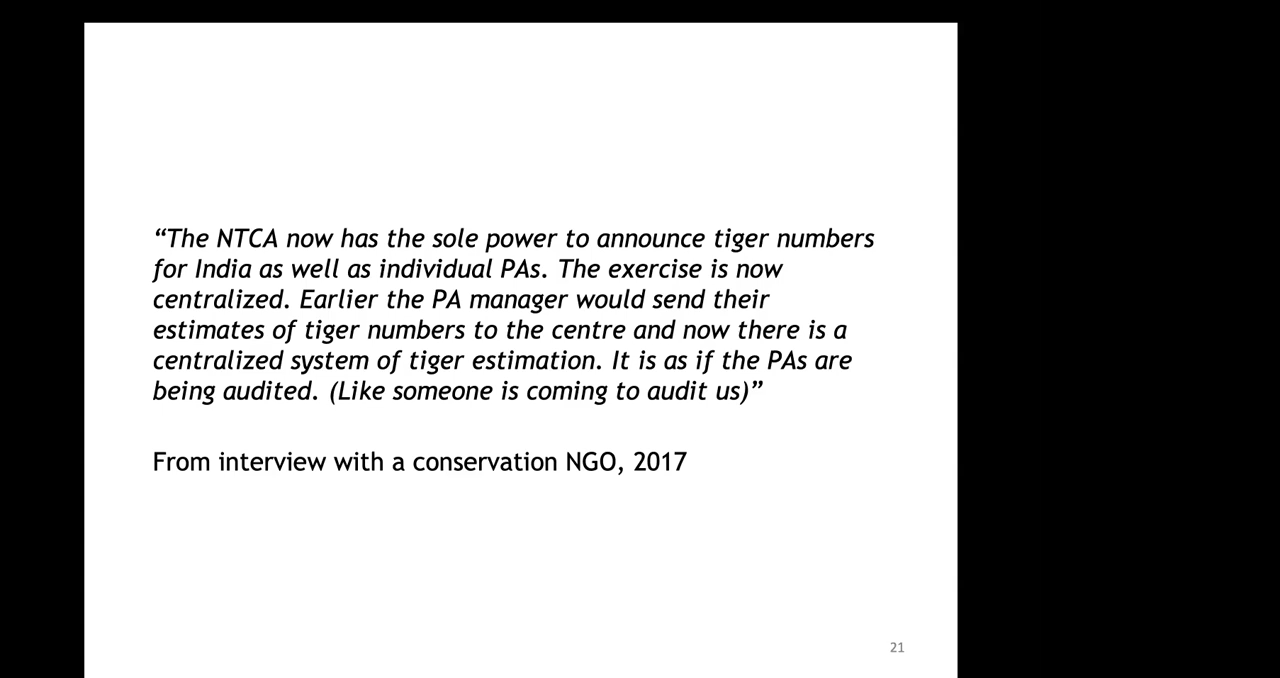 “The NTCA now has the sole power to announce tiger numbers
for India as well as individual PAs. The exercise is now
centralized. Earlier the PA manager would send their
estimates of tiger numbers to the centre and now there is a
centralized system of tiger estimation. It is as if the PAs are
being audited. (Like someone is coming to audit us)”
From interview with a conservation NGO, 2017
21